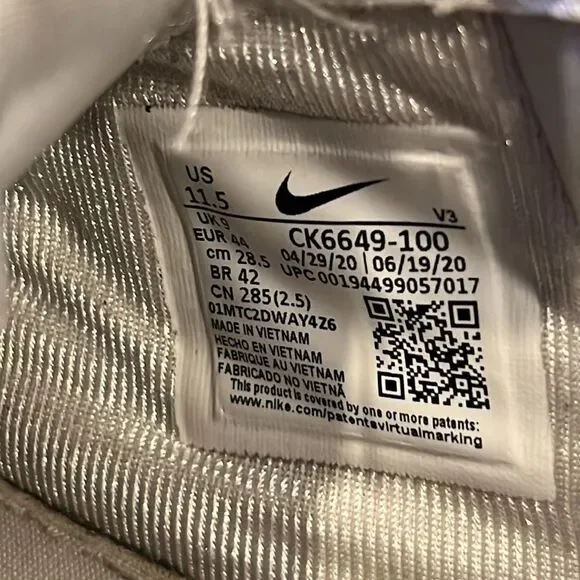 US
11.5
V3
UK 9
EUR 44
CK6649-100
cm 28.5
04/29/20 | 06/19/20
BR 42
UPC 00194499057017
CN 285(2.5)
01MTC2DWAY4Z6
MADE IN VIETNAM
HECHO EN VIETNAM
FABRIQUE AU VIETNAM
FABRICADO NO VIETNÃ
This product is covered by one or more patents:
www.nike.com/patentsvirtualmarking